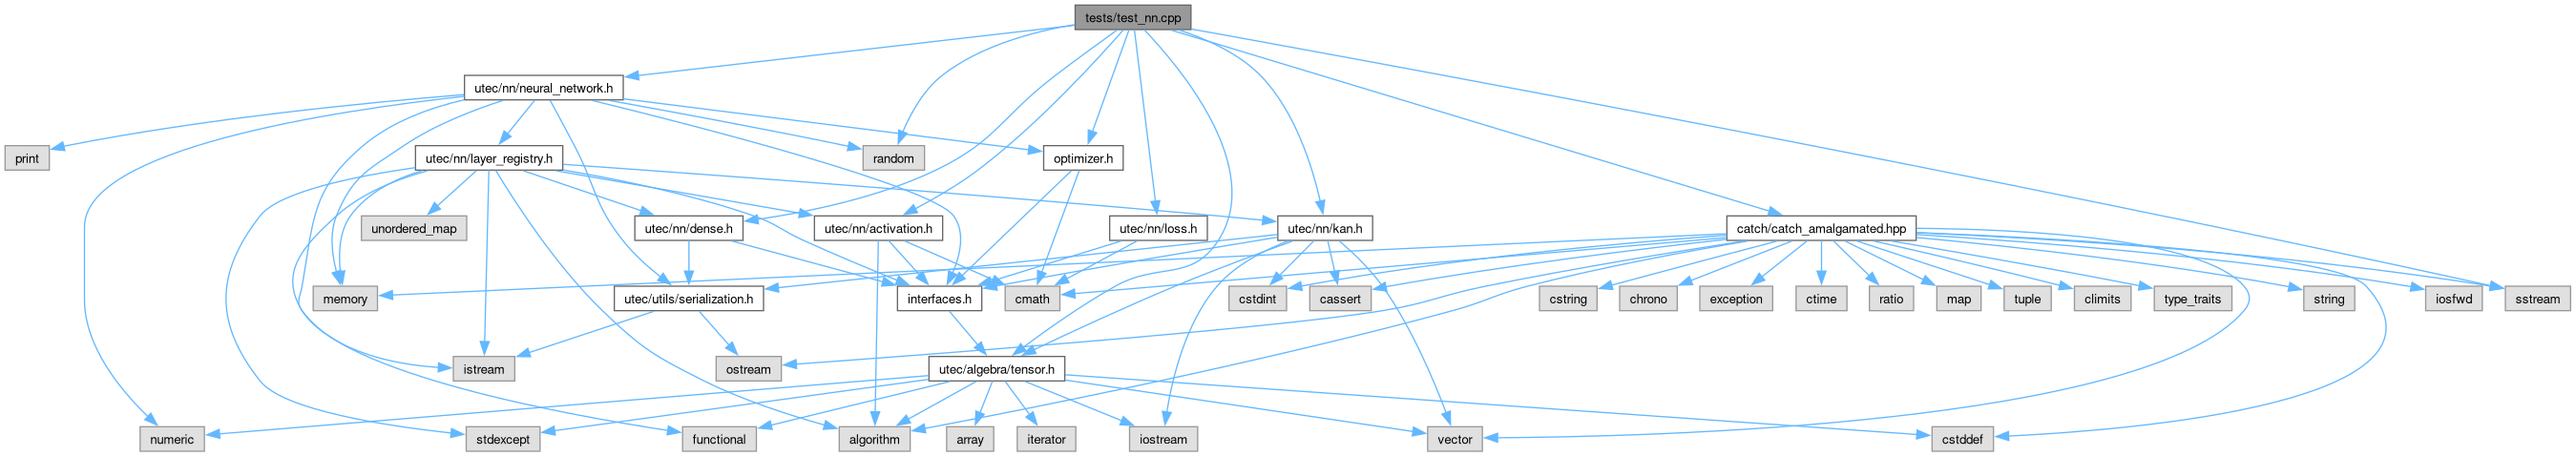 tests/test_nn.cpp
utec/nn/neural_network.h
print
utec/nn/layer_registry.h
random
optimizer.h
unordered_map
utec/nn/dense.h
utec/nn/activation.h
utec/nn/loss.h
utec/nn/kan.h
catch/catch_amalgamated.hpp
memory
utec/utils/serialization.h
interfaces.h
cmath
cstdint
cassert
cstring
chrono
exception
ctime
ratio
map
tuple
climits
type_traits
string
iosfwd
sstream
istream
ostream
utec/algebra/tensor.h
numeric
stdexcept
functional
algorithm
array
iterator
iostream
vector
cstddef